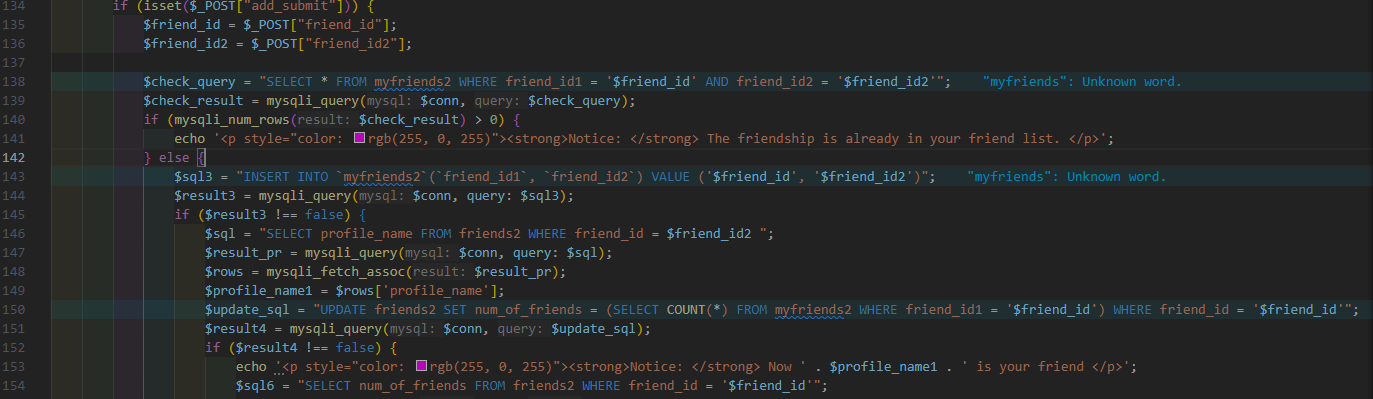 134 if (isset($_POST["add_submit"])) {
135 $friend_id = $_POST["friend_id"];
136 $friend_id2 = $_POST["friend_id2"];
137
138 $check_query = "SELECT * FROM myfriends2 WHERE friend_id1 = '$friend_id' AND friend_id2 = '$friend_id2'"; "myfriends": Unknown word.
139 $check_result = mysqli_query(mysql: $conn, query: $check_query);
140 if (mysqli_num_rows(result: $check_result) > 0) {
141 echo '<p style="color: rgb(255, 0, 255)"><strong>Notice: </strong> The friendship is already in your friend list. </p>';
142 } else {
143 $sql3 = "INSERT INTO `myfriends2`(`friend_id1`, `friend_id2`) VALUE ('$friend_id', '$friend_id2')"; "myfriends": Unknown word.
144 $result3 = mysqli_query(mysql: $conn, query: $sql3);
145 if ($result3 !== false) {
146 $sql = "SELECT profile_name FROM friends2 WHERE friend_id = $friend_id2 ";
147 $result_pr = mysqli_query(mysql: $conn, query: $sql);
148 $rows = mysqli_fetch_assoc(result: $result_pr);
149 $profile_name1 = $rows['profile_name'];
150 $update_sql = "UPDATE friends2 SET num_of_friends = (SELECT COUNT(*) FROM myfriends2 WHERE friend_id1 = '$friend_id') WHERE friend_id = '$friend_id'";
151 $result4 = mysqli_query(mysql: $conn, query: $update_sql);
152 if ($result4 !== false) {
153 echo '<p style="color: rgb(255, 0, 255)"><strong>Notice: </strong> Now ' . $profile_name1 . ' is your friend </p>';
154 $sql6 = "SELECT num_of_friends FROM friends2 WHERE friend_id = '$friend_id'";